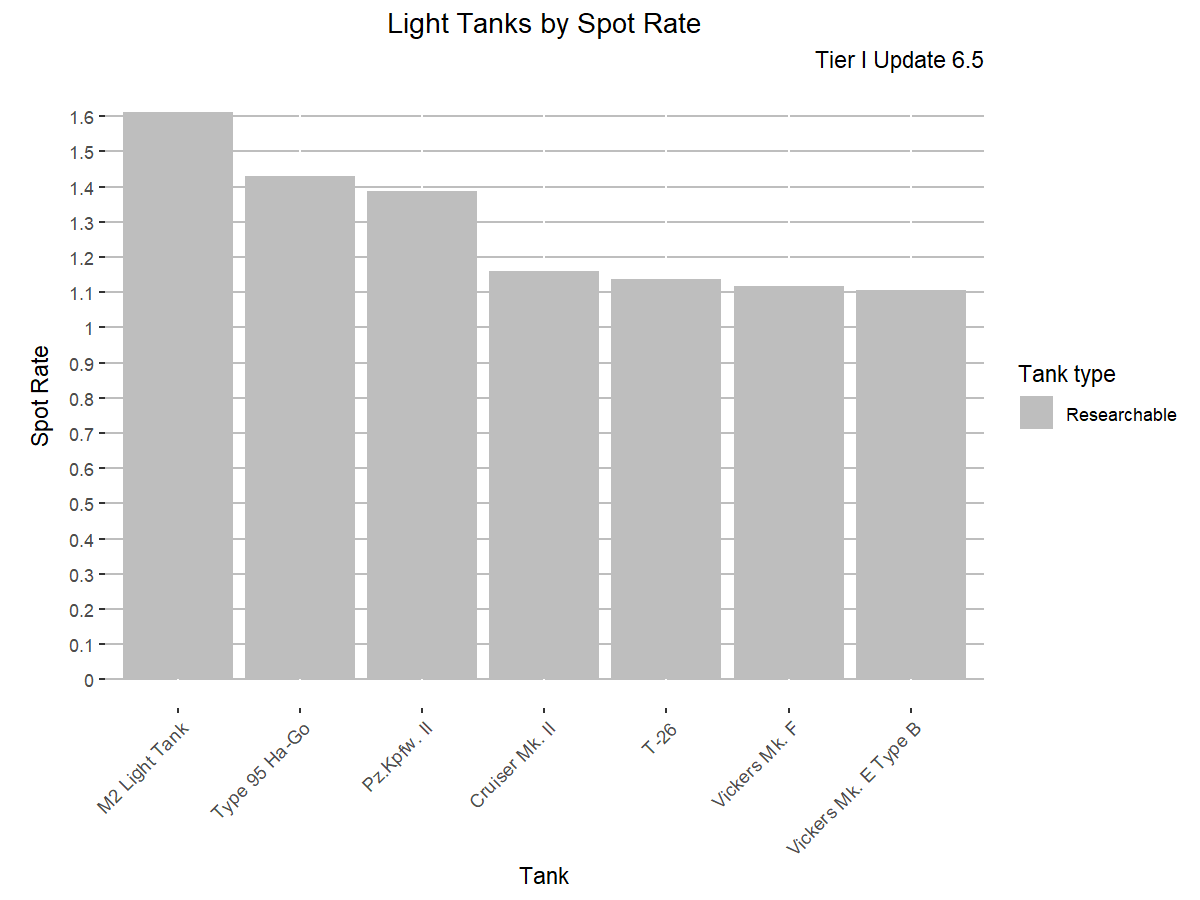 Light Tanks by Spot Rate
Tier I Update 6.5
Spot Rate
1.6
1.5
1.4
1.3
1.2
1.1
1
0.9
0.8
0.7
0.6
0.5
0.4
0.3
0.2
0.1
0
M2 Light Tank
Type 95 Ha-Go
Pz.Kpfw. II
Cruiser Mk. II
T-26
Vickers Mk. F
Vickers Mk. E Type B
Tank
Tank type
Researchable